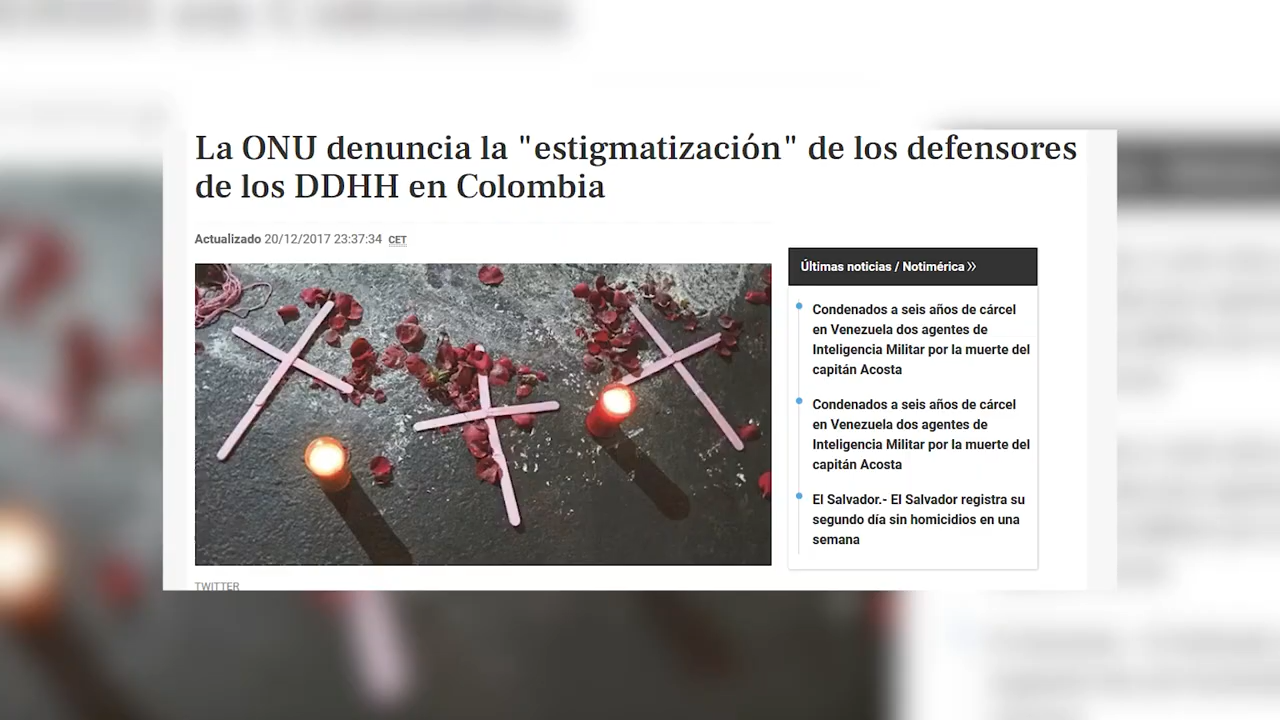 La ONU denuncia la "estigmatización" de los defensores
de los DDHH en Colombia
Actualizado 20/12/2017 23:37:34 CET
Últimas noticias / Notimérica »
Condenados a seis años de cárcel
en Venezuela dos agentes de
Inteligencia Militar por la muerte del
capitán Acosta
Condenados a seis años de cárcel
en Venezuela dos agentes de
Inteligencia Militar por la muerte del
capitán Acosta
El Salvador.- El Salvador registra su
segundo día sin homicidios en una
semana
TWITTER